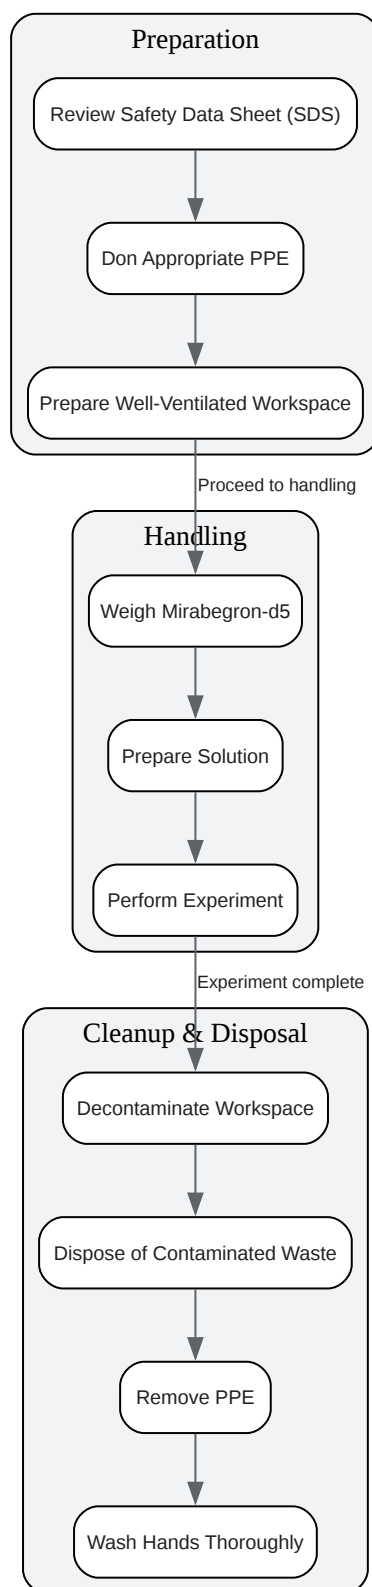 Preparation
Review Safety Data Sheet (SDS)
Don Appropriate PPE
Prepare Well-Ventilated Workspace
Proceed to handling
Handling
Weigh Mirabegron-d5
Prepare Solution
Perform Experiment
Experiment complete
Cleanup & Disposal
Decontaminate Workspace
Dispose of Contaminated Waste
Remove PPE
Wash Hands Thoroughly